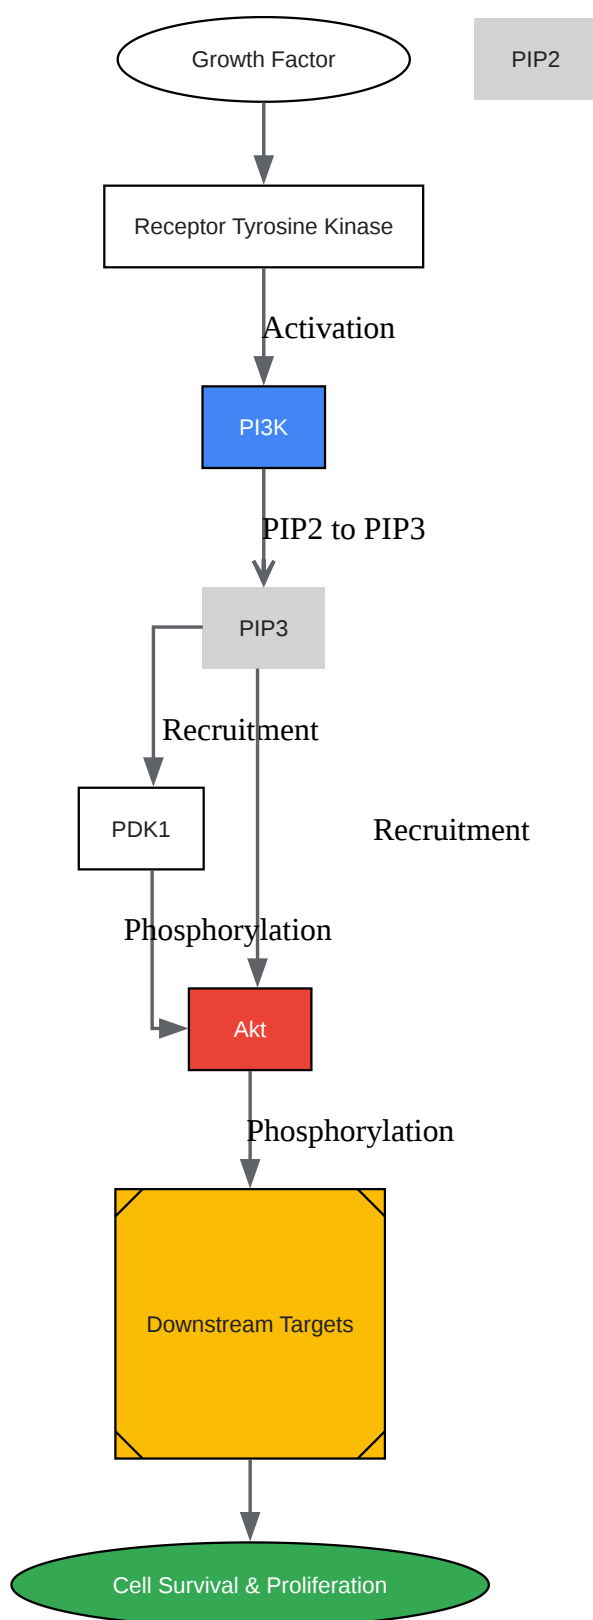 Growth Factor
PIP2
Receptor Tyrosine Kinase
Activation
PI3K
PIP2 to PIP3
PIP3
Recruitment
PDK1
Recruitment
Phosphorylation
Akt
Phosphorylation
Downstream Targets
Cell Survival & Proliferation